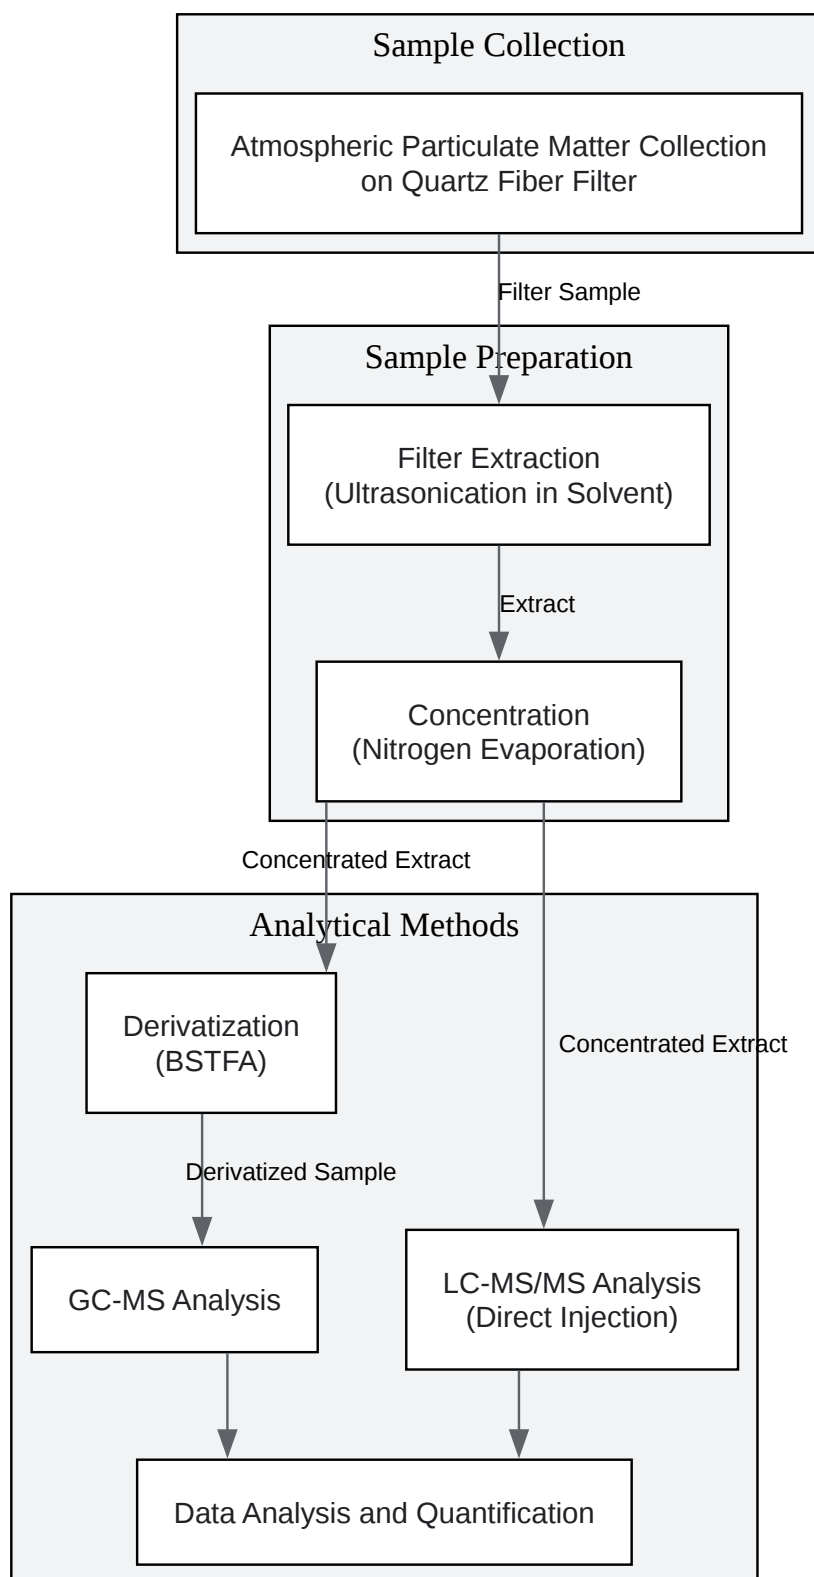 Sample Collection
Atmospheric Particulate Matter Collection
on Quartz Fiber Filter
Filter Sample
Sample Preparation
Filter Extraction
(Ultrasonication in Solvent)
Extract
Concentration
(Nitrogen Evaporation)
Concentrated Extract
Analytical Methods
Derivatization
(BSTFA)
Concentrated Extract
Derivatized Sample
GC-MS Analysis
LC-MS/MS Analysis
(Direct Injection)
Data Analysis and Quantification